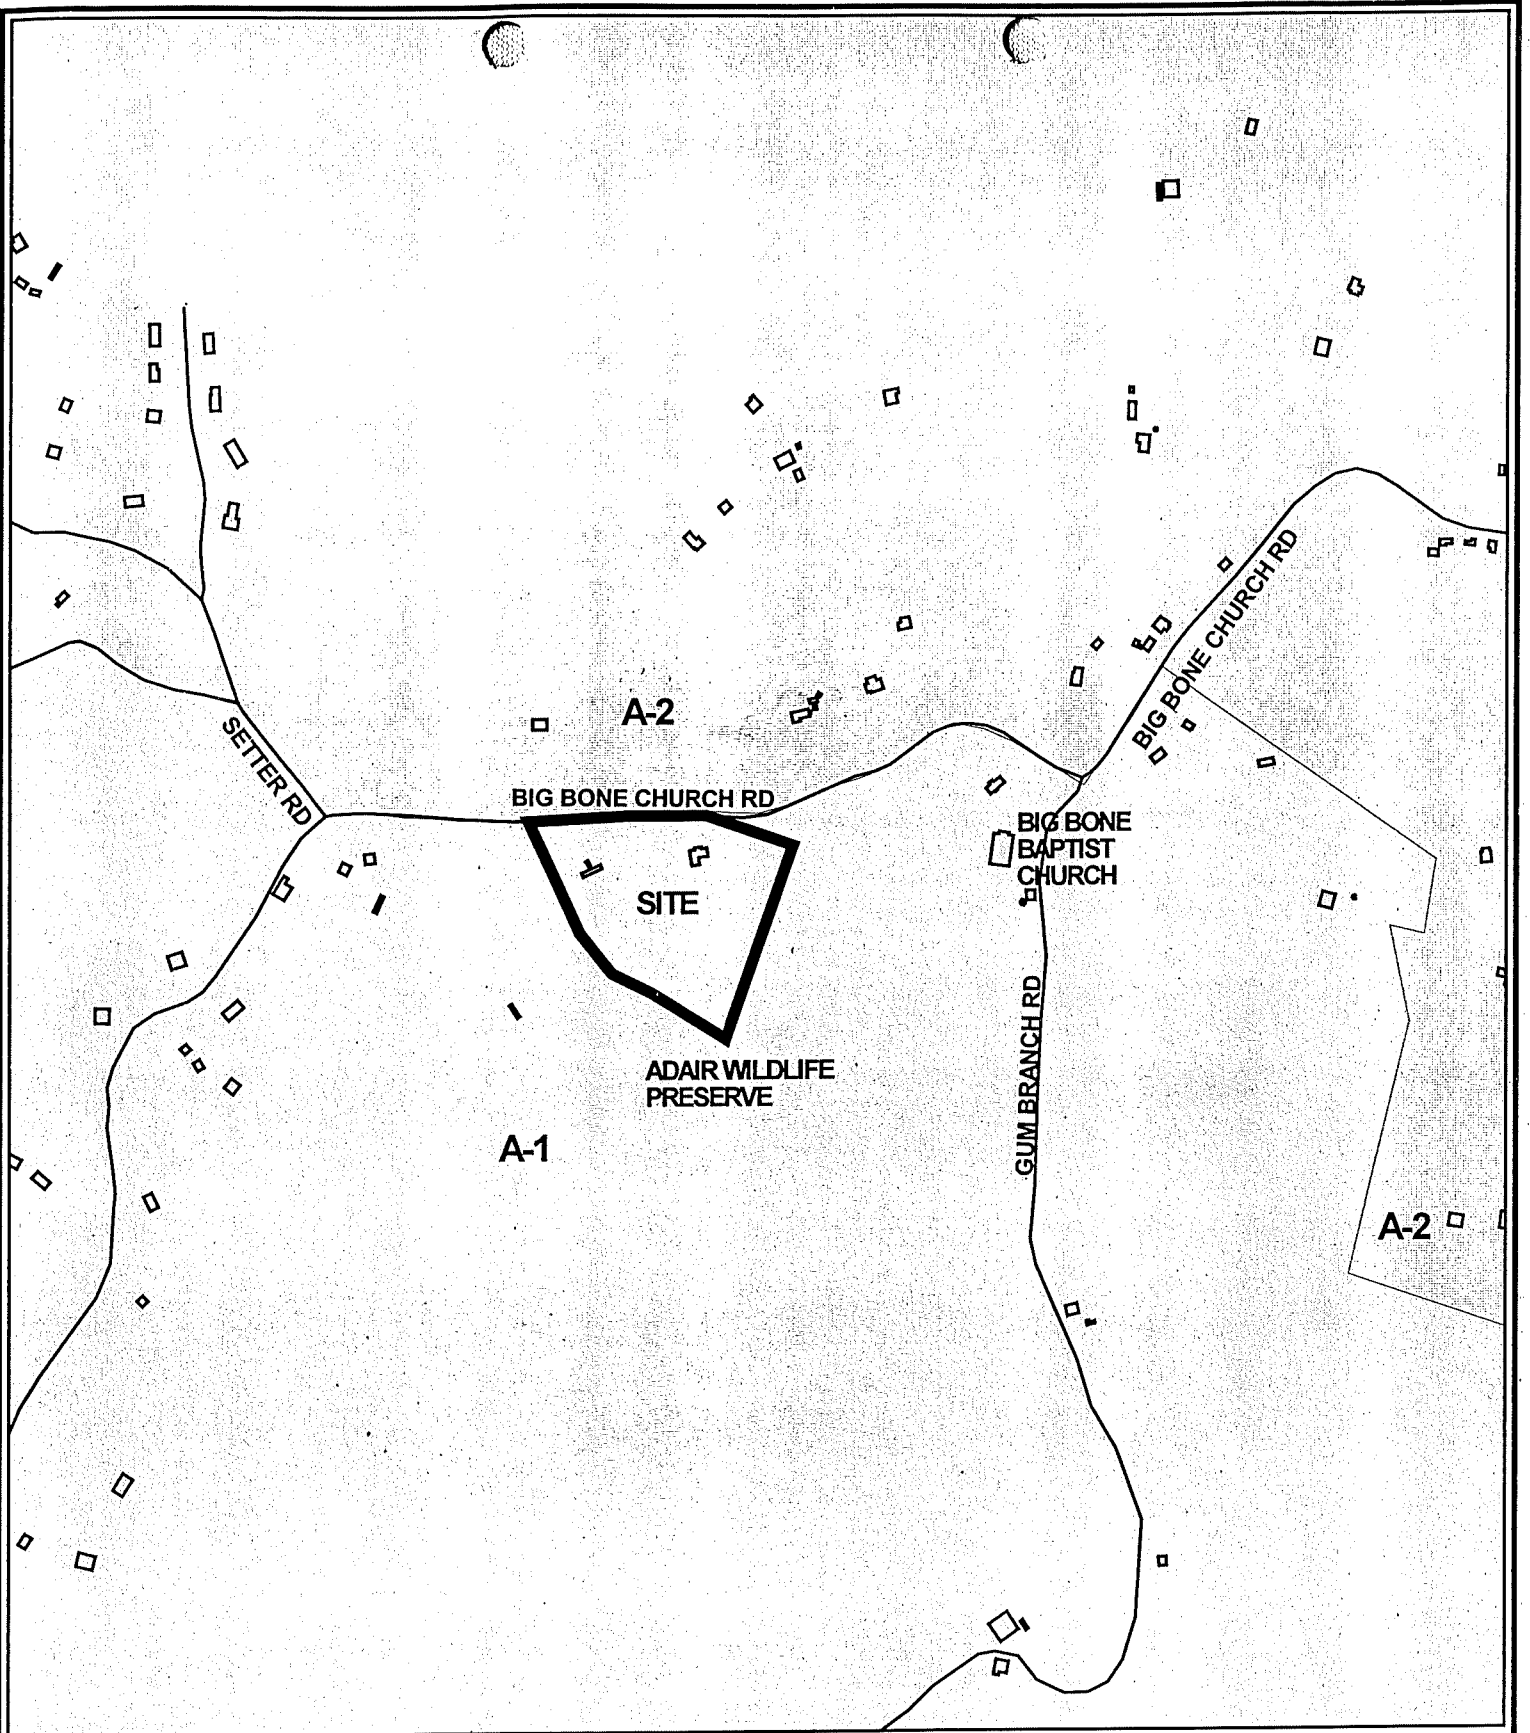 BIG BONE CHURCH RD
A-2
SETTER RD
BIG BONE CHURCH RD
BIG BONE
BAPTIST
CHURCH
SITE
GUM BRANCH RD
ADAIR WILDLIFE
PRESERVE
A-1
A-2